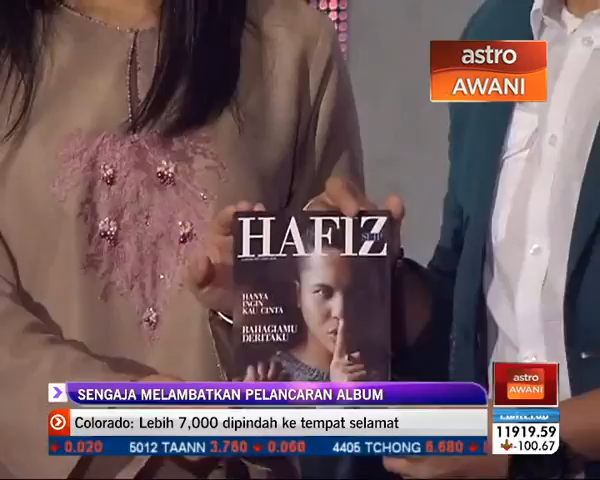 astro
AWANI
HAFIZ
HANYA
INGIN
KAU CINTA
BAHAGIAMU
DERITAKU
SENGAJA MELAMBATKAN PELANCARAN ALBUM
Colorado: Lebih 7,000 dipindah ke tempat selamat
0.020 5012 TAANN 3.760 0.060 4405 TCHONG 6.680
astro
AWANI
11919.59
-100.67